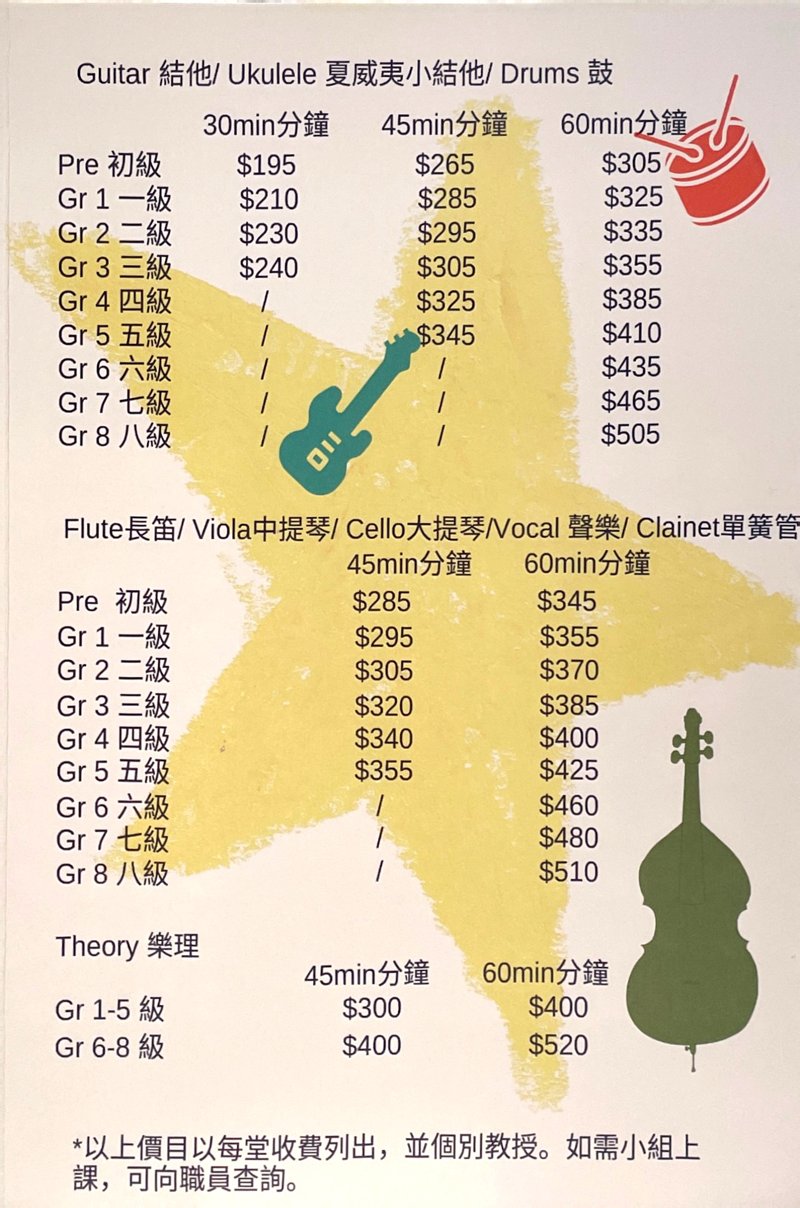 Guitar 結他/ Ukulele 夏威夷小結他/ Drums 鼓
30min分鐘 45min分鐘 60min分鐘
Pre 初級 $195 $265 $305
Gr 1 一級 $210 $285 $325
Gr 2 二級 $230 $295 $335
Gr 3 三級 $240 $305 $355
Gr 4 四級 / $325 $385
Gr 5 五級 / $345 $410
Gr 6 六級 / / $435
Gr 7 七級 / / $465
Gr 8 八級 / / $505
Flute長笛/ Viola中提琴/ Cello大提琴/Vocal 聲樂/ Clainet單簧管
45min分鐘 60min分鐘
Pre 初級 $285 $345
Gr 1 一級 $295 $355
Gr 2 二級 $305 $370
Gr 3 三級 $320 $385
Gr 4 四級 $340 $400
Gr 5 五級 $355 $425
Gr 6 六級 / $460
Gr 7 七級 / $480
Gr 8 八級 / $510
Theory 樂理
45min分鐘 60min分鐘
Gr 1-5 級 $300 $400
Gr 6-8 級 $400 $520
*以上價目以每堂收費列出，並個別教授。如需小組上
課，可向職員查詢。